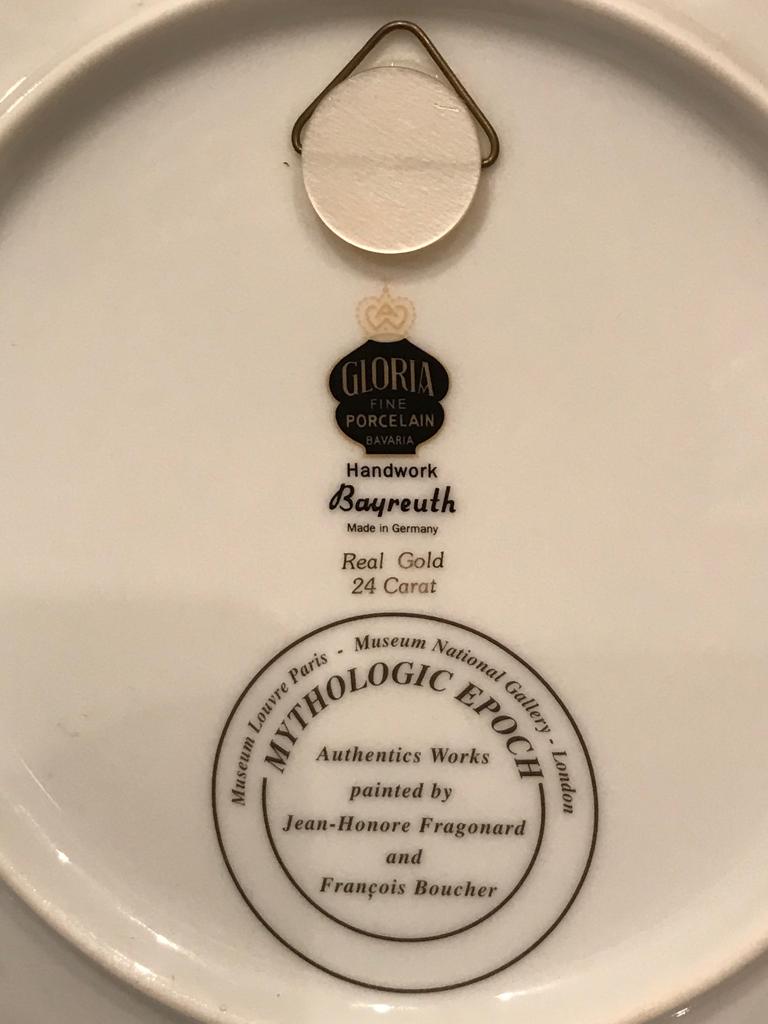 GLORIA
FINE
PORCELAIN
BAVARIA
Handwork
Bayreuth
Made in Germany
Real Gold
24 Carat
Museum Louvre Paris - Museum National Gallery - London
MYTHOLOGIC EPOCH
Authentics Works
painted by
Jean-Honore Fragonard
and
François Boucher